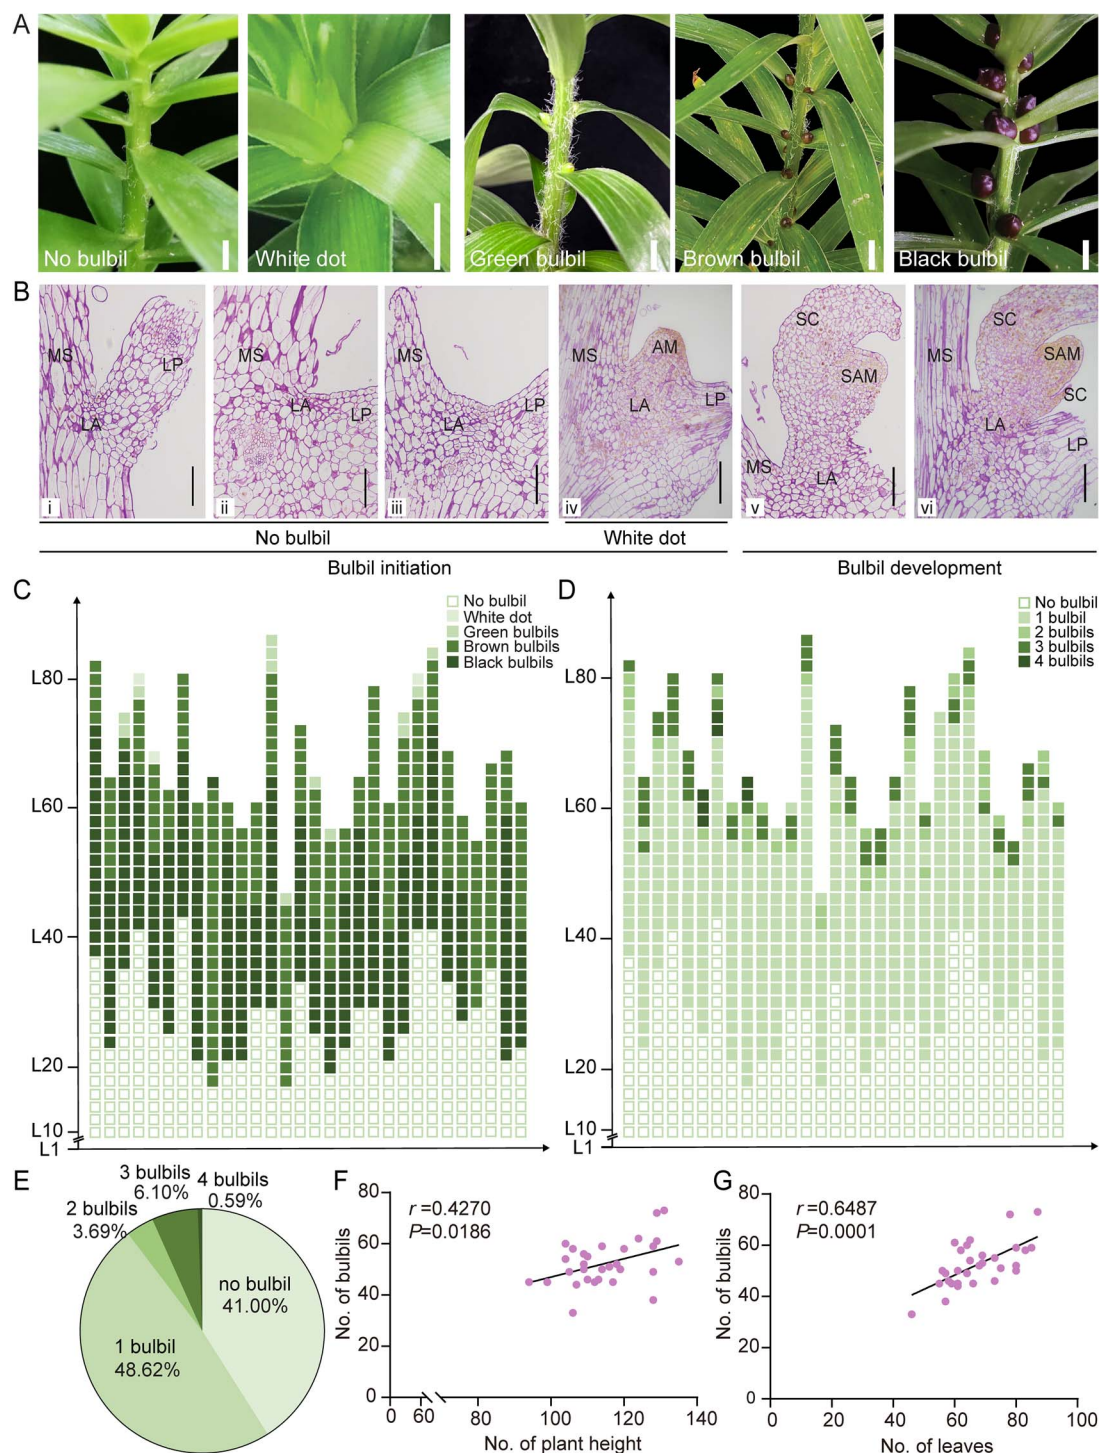 A
No bulbil
White dot
Green bulbil
Brown bulbil
Black bulbil
B
MS
LP
LA
i
MS
LA
LP
ii
MS
LA
LP
iii
MS
AM
LA
LP
iv
SC
SAM
MS
LA
v
SC
MS
SAM
SC
LA
LP
vi
No bulbil
White dot
Bulbil initiation
Bulbil development
C
No bulbil
White dot
Green bulbils
Brown bulbils
Black bulbils
L80
L60
L40
L20
L10
L1
D
No bulbil
1 bulbil
2 bulbils
3 bulbils
4 bulbils
L80
L60
L40
L20
L10
L1
E
3 bulbils
6.10%
4 bulbils
0.59%
2 bulbils
3.69%
no bulbil
41.00%
1 bulbil
48.62%
F
r =0.4270
P=0.0186
No. of bulbils
80
60
40
20
0
0 60 100 120 140
No. of plant height
G
r =0.6487
P=0.0001
No. of bulbils
80
60
40
20
0
0 20 40 60 80 100
No. of leaves